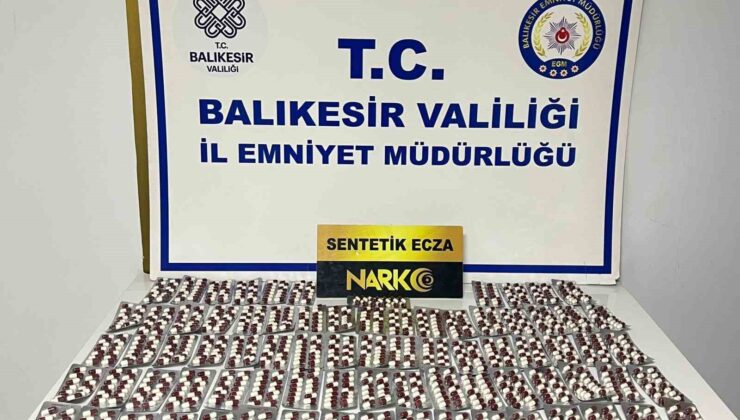 T.C.
BALIKESİR
VALİLİĞİ
BALIKESİR EMNİYET MÜDÜRLÜĞÜ
EGM
T.C.
BALIKESİR VALİLİĞİ
İL EMNİYET MÜDÜRLÜĞÜ
SENTETİK ECZA
NARKO